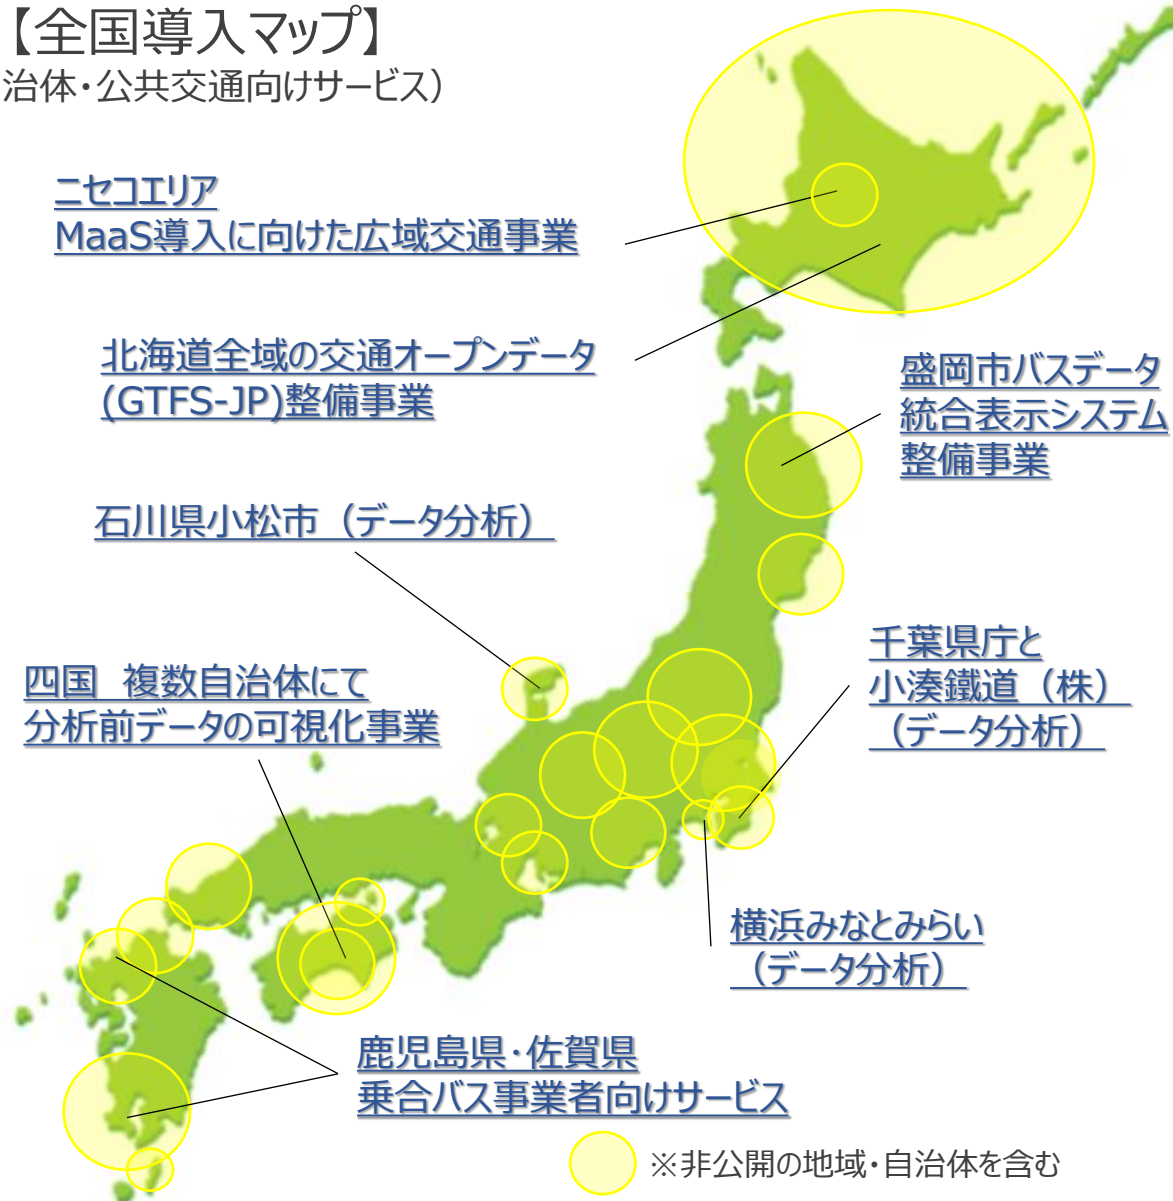 【全国導入マップ】
治体・公共交通向けサービス）
ニセコエリア
MaaS導入に向けた広域交通事業
北海道全域の交通オープンデータ
(GTFS-JP)整備事業
盛岡市バスデータ
統合表示システム
整備事業
石川県小松市（データ分析）
千葉県庁と
小湊鐵道（株）
（データ分析）
四国　複数自治体にて
分析前データの可視化事業
横浜みなとみらい
（データ分析）
鹿児島県・佐賀県
乗合バス事業者向けサービス
※非公開の地域・自治体を含む